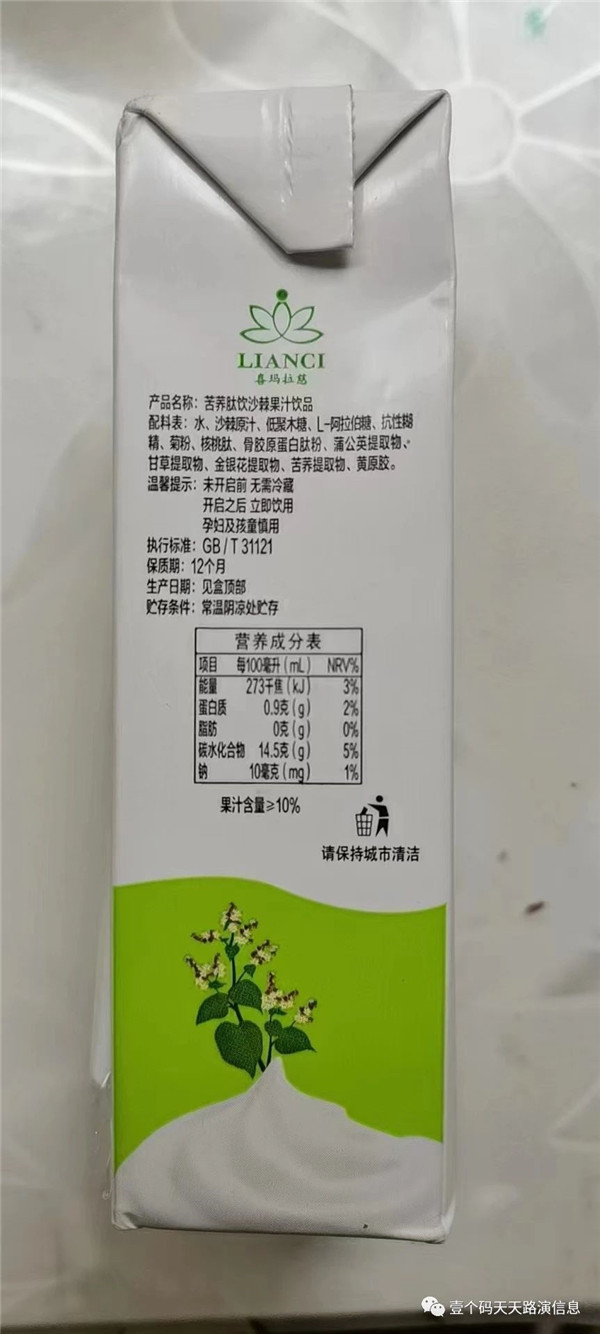 LIANCI
喜玛拉慈
产品名称：苦荞肽饮沙棘果汁饮品
配料表：水、沙棘原汁、低聚木糖、L-阿拉伯糖、抗性糊
精、菊粉、核桃肽、骨胶原蛋白肽粉、蒲公英提取物、
甘草提取物、金银花提取物、苦荞提取物、黄原胶。
温馨提示：未开启前 无需冷藏
开启之后 立即饮用
孕妇及孩童慎用
执行标准：GB/T 31121
保质期：12个月
生产日期：见盒顶部
贮存条件：常温阴凉处贮存
营养成分表
项目 每100毫升(mL) NRV%
能量 273千焦(kJ) 3%
蛋白质 0.9克(g) 2%
脂肪 0克(g) 0%
碳水化合物 14.5克(g) 5%
钠 10毫克(mg) 1%
果汁含量≥10%
请保持城市清洁
壹个码天天路演信息